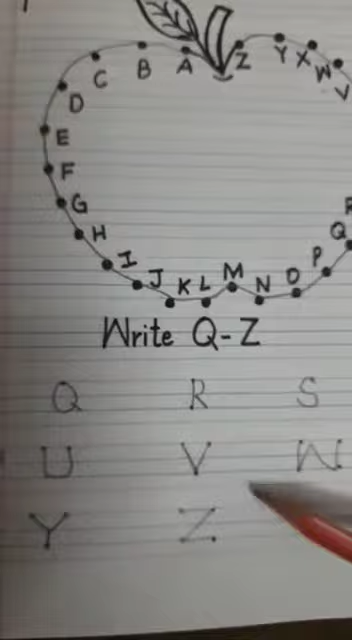 A B C D E F G H I J K L M N O P Q R
V W X Y Z
Write Q-Z
Q R S
U V W
Y Z